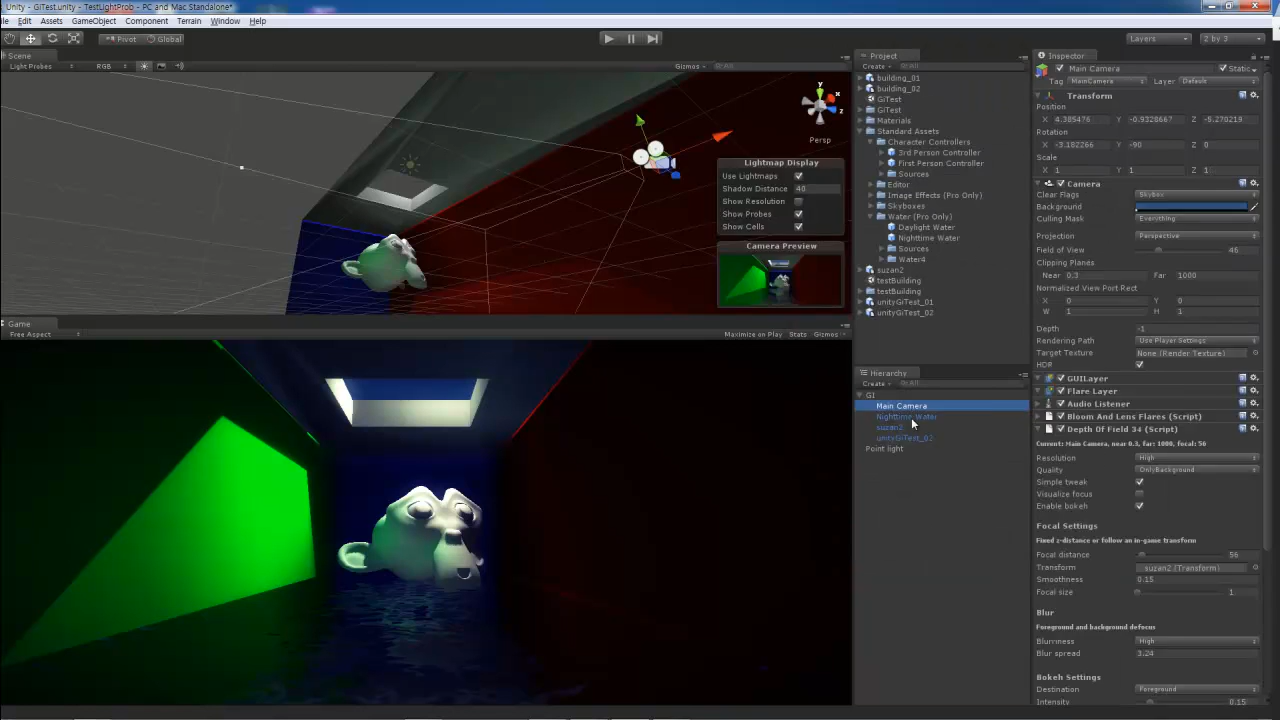 Unity - GiTest.unity - TestLightProb - PC and Mac Standalone*
ile Edit Assets GameObject Component Terrain Window Help
Pivot Global
Layers 2 by 3
Scene
Light Probes RGB Gizmos All
y x z
Persp
Lightmap Display
Use Lightmaps
Shadow Distance 40
Show Resolution
Show Probes
Show Cells
Camera Preview
Game
Free Aspect Maximize on Play Stats Gizmos
Project
Create All
building_01
building_02
GiTest
GiTest
Materials
Standard Assets
Character Controllers
3rd Person Controller
First Person Controller
Sources
Editor
Image Effects (Pro Only)
Skyboxes
Water (Pro Only)
Daylight Water
Nighttime Water
Sources
Water4
suzan2
testBuilding
testBuilding
unityGiTest_01
unityGiTest_02
Hierarchy
Create All
GI
Main Camera
Nighttime Water
suzan2
unityGiTest_02
Point light
Inspector
Main Camera Static
Tag MainCamera Layer Default
Transform
Position
X 4.385476 Y -0.9328667 Z -5.270219
Rotation
X -3.182266 Y -90 Z 0
Scale
X 1 Y 1 Z 1
Camera
Clear Flags Skybox
Background
Culling Mask Everything
Projection Perspective
Field of View 46
Clipping Planes
Near 0.3 Far 1000
Normalized View Port Rect
X 0 Y 0
W 1 H 1
Depth -1
Rendering Path Use Player Settings
Target Texture None (Render Texture)
HDR
GUILayer
Flare Layer
Audio Listener
Bloom And Lens Flares (Script)
Depth Of Field 34 (Script)
Current: Main Camera, near 0.3, far: 1000, focal: 56
Resolution High
Quality OnlyBackground
Simple tweak
Visualize focus
Enable bokeh
Focal Settings
Fixed z-distance or follow an in-game transform
Focal distance 56
Transform suzan2 (Transform)
Smoothness 0.15
Focal size 1
Blur
Foreground and background defocus
Blurriness High
Blur spread 3.24
Bokeh Settings
Destination Foreground
Intensity 0.15